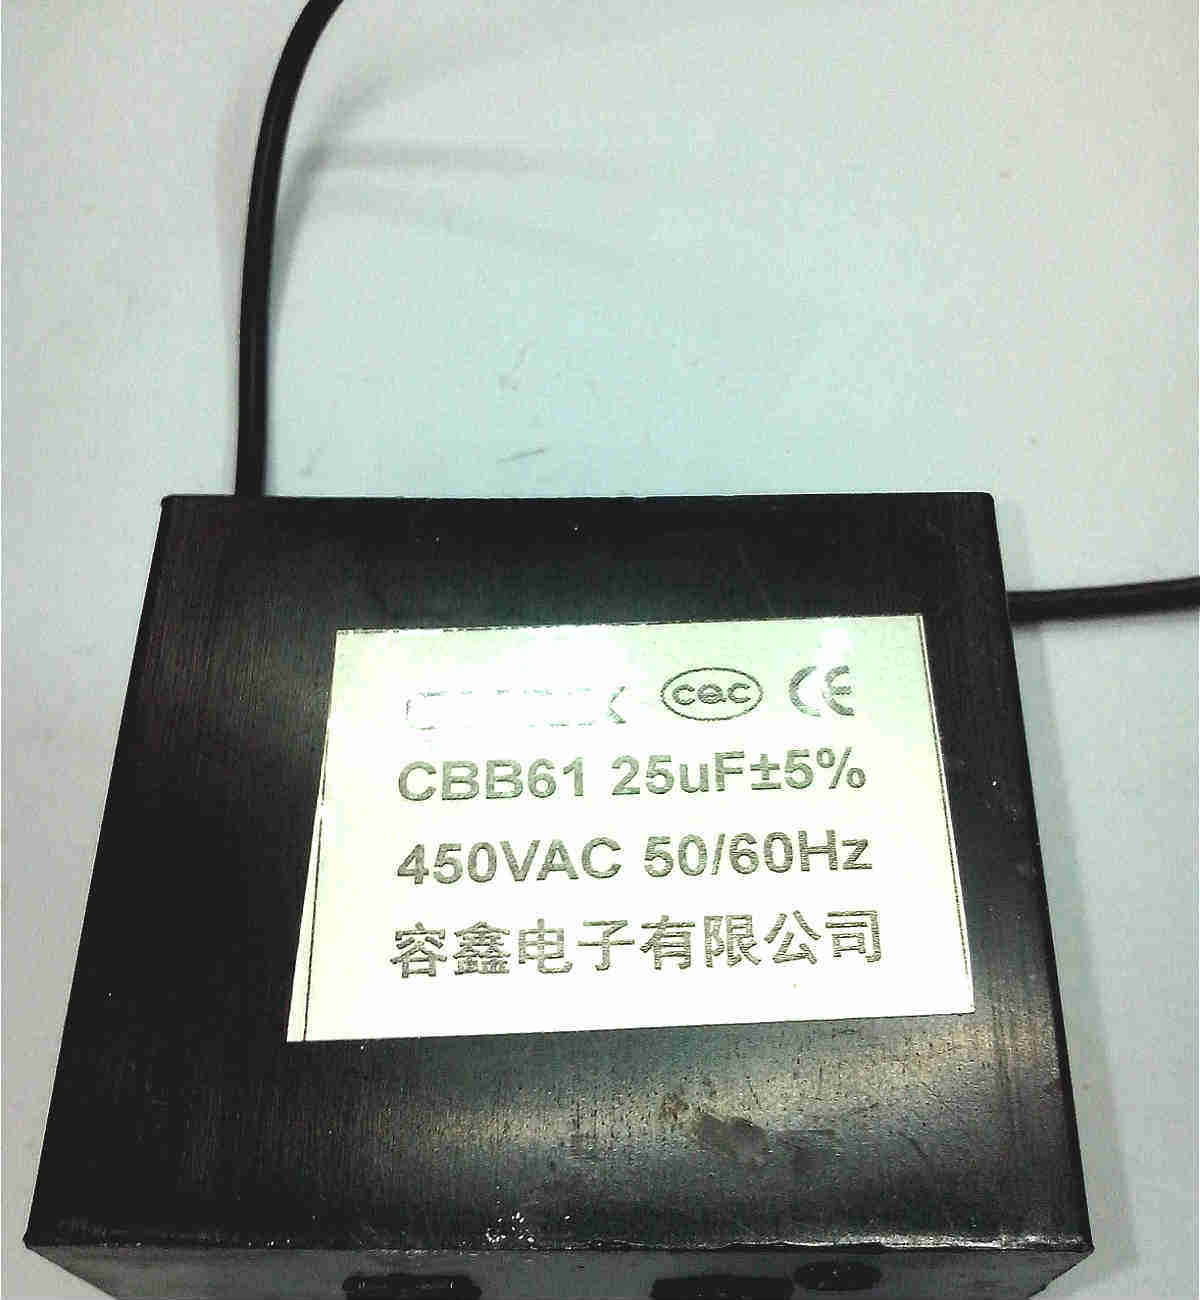 CQC CE
CBB61 25uF±5%
450VAC 50/60Hz
容鑫电子有限公司